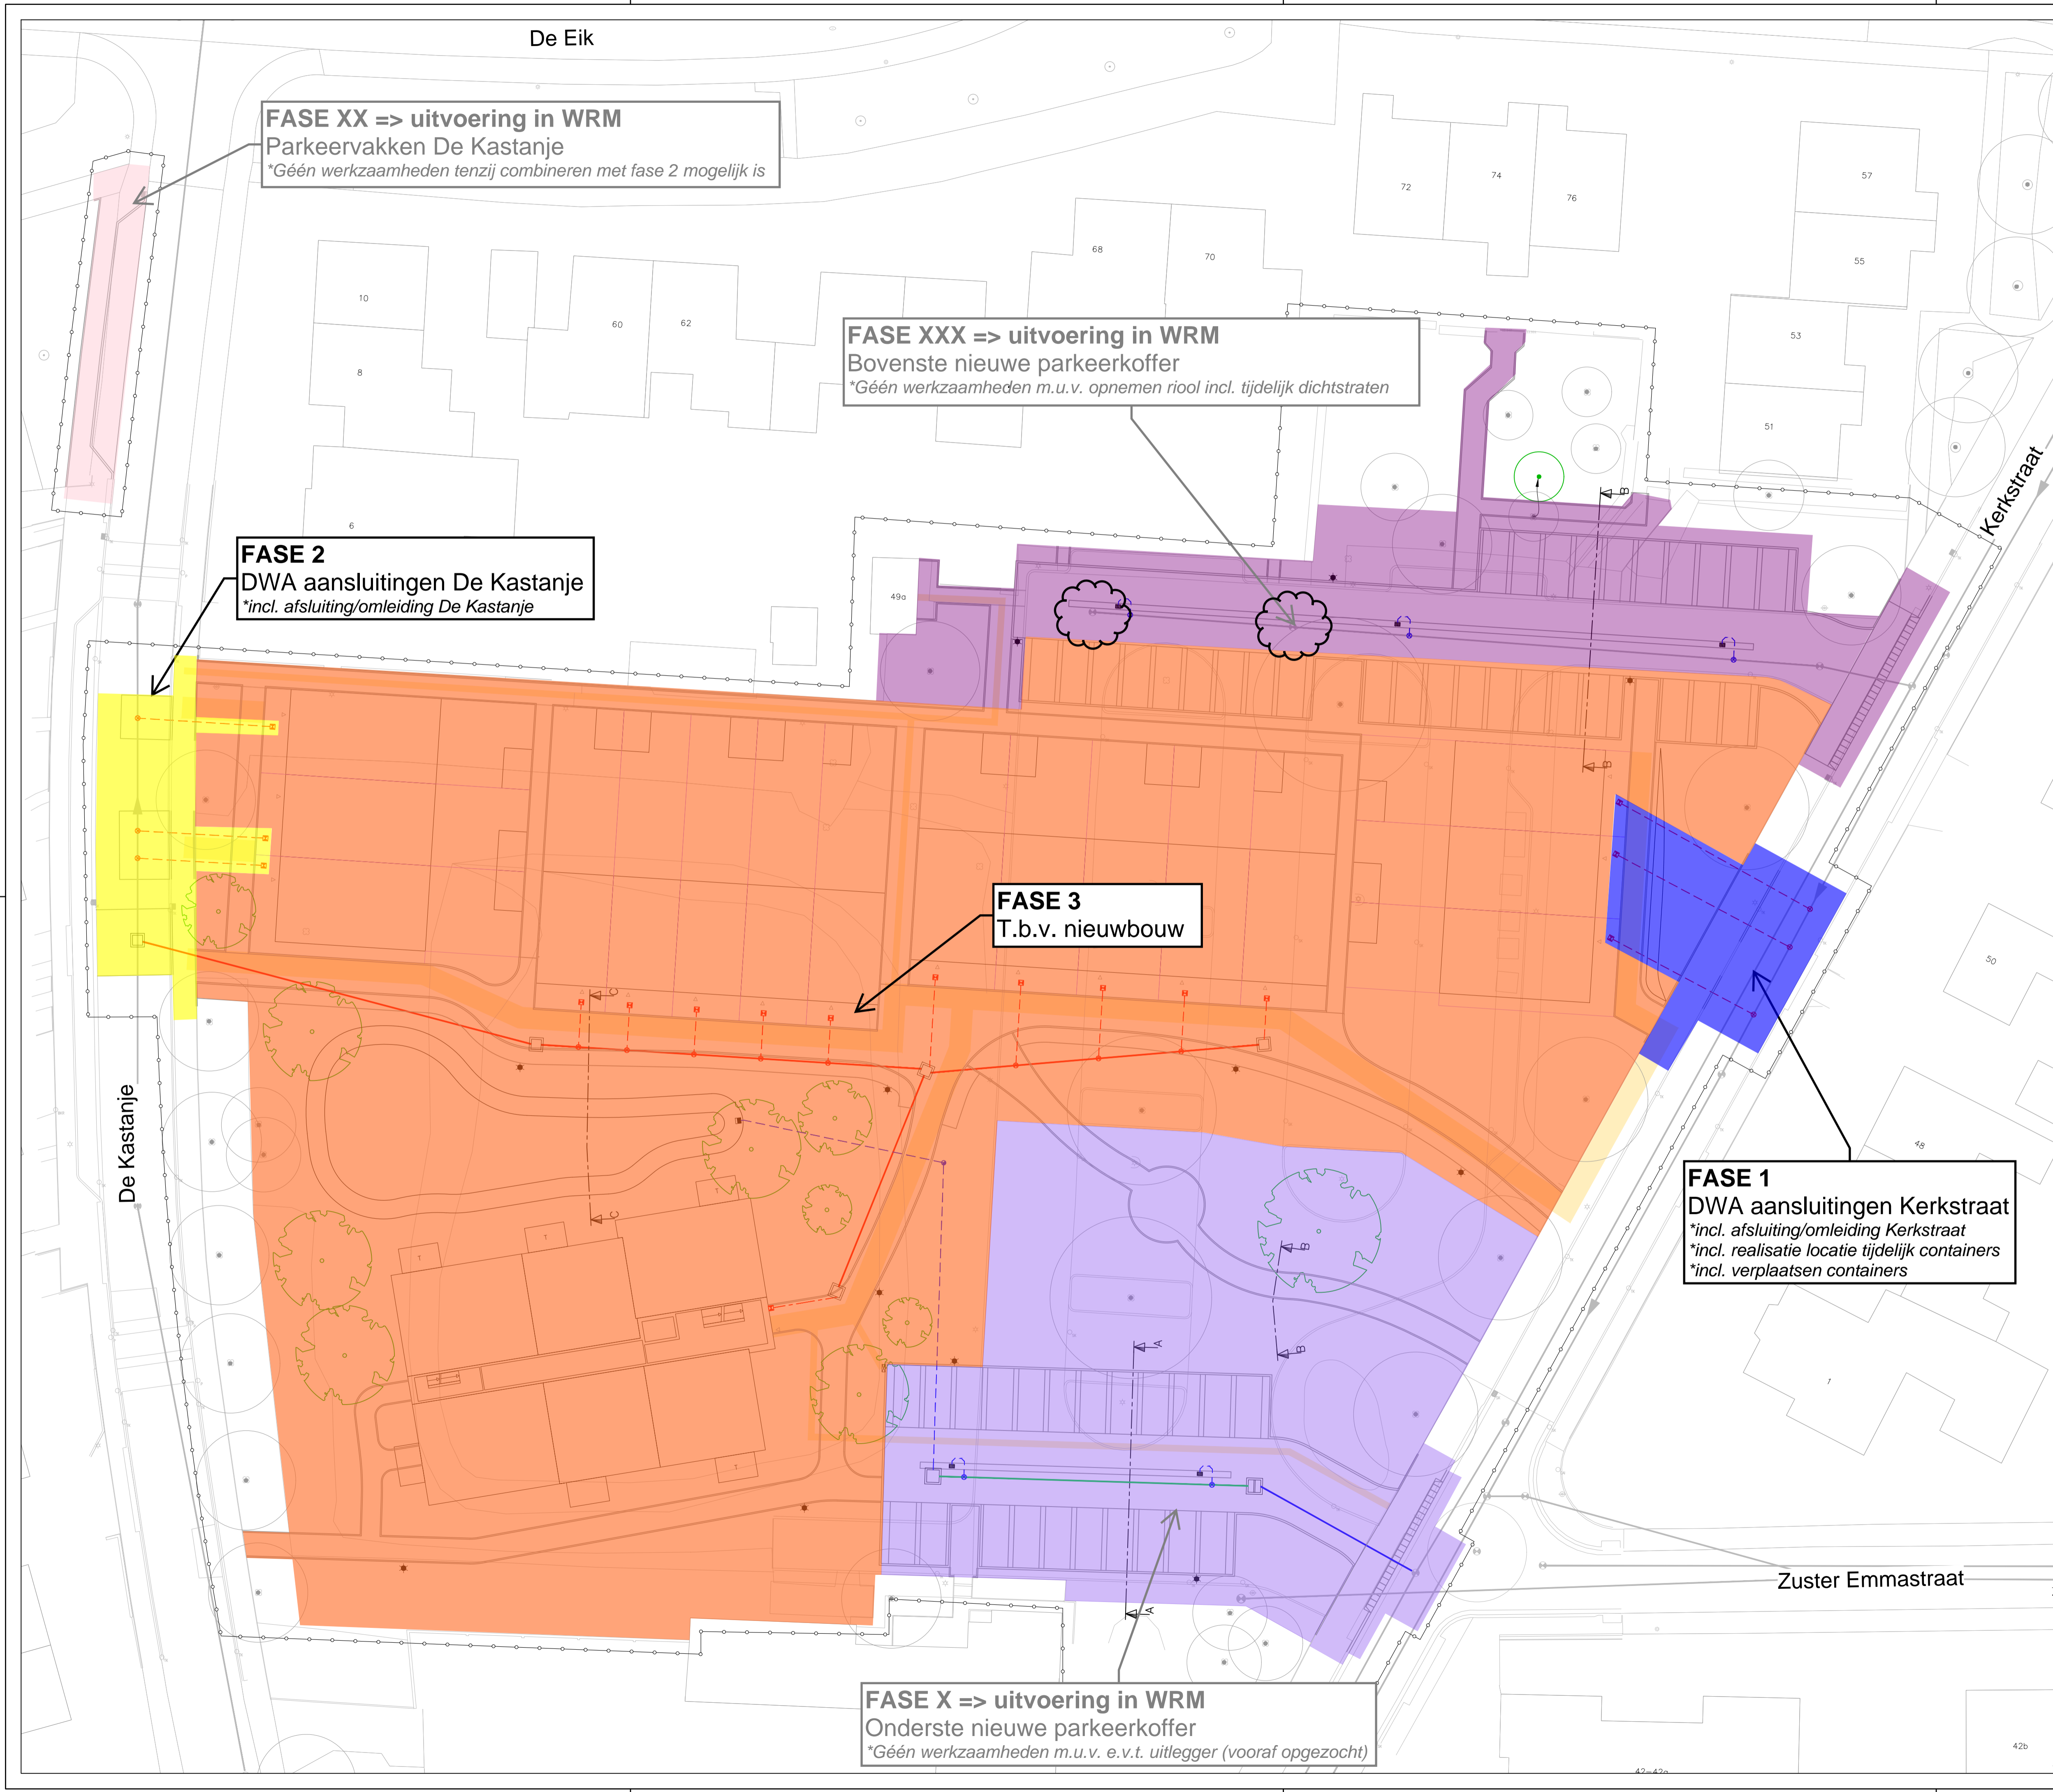 De Eik
FASE XX => uitvoering in WRM
Parkeervakken De Kastanje
*Géén werkzaamheden tenzij combineren met fase 2 mogelijk is
72
74
76
57
55
53
51
68
70
10
8
6
60
62
FASE XXX => uitvoering in WRM
Bovenste nieuwe parkeerkoffer
*Géén werkzaamheden m.u.v. opnemen riool incl. tijdelijk dichtstraten
Kerkstraat
B
FASE 2
DWA aansluitingen De Kastanje
*incl. afsluiting/omleiding De Kastanje
49a
B
FASE 3
T.b.v. nieuwbouw
50
C
De Kastanje
48
FASE 1
DWA aansluitingen Kerkstraat
*incl. afsluiting/omleiding Kerkstraat
*incl. realisatie locatie tijdelijk containers
*incl. verplaatsen containers
C
T
T
T
B
B
A
1
T
Zuster Emmastraat
A
FASE X => uitvoering in WRM
Onderste nieuwe parkeerkoffer
*Géén werkzaamheden m.u.v. e.v.t. uitlegger (vooraf opgezocht)
42b
42-42a